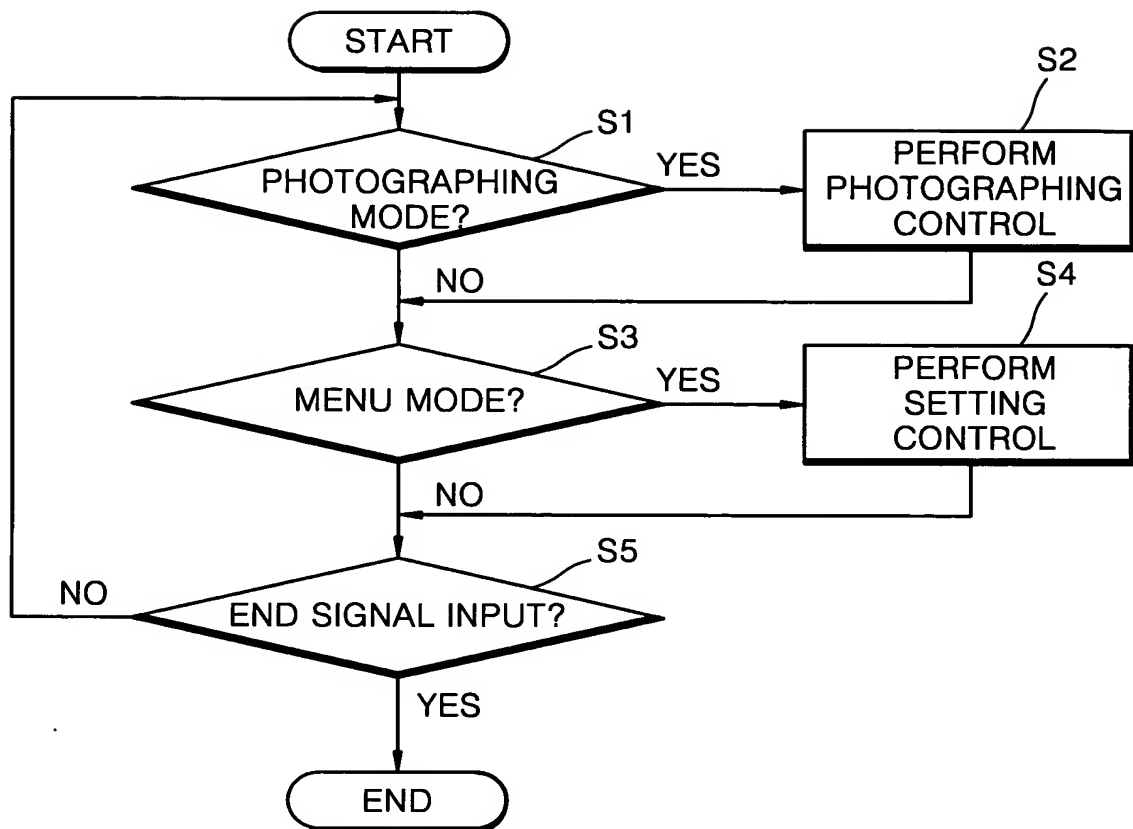 START
S1
S2
PHOTOGRAPHING
MODE?
YES
PERFORM
PHOTOGRAPHING
CONTROL
NO
S3
S4
MENU MODE?
YES
PERFORM
SETTING
CONTROL
NO
S5
NO
END SIGNAL INPUT?
YES
END